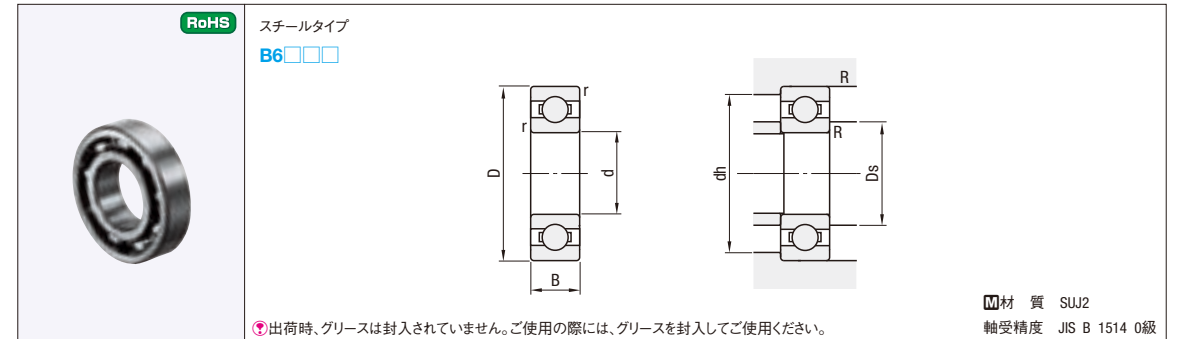 RoHS
スチールタイプ
B6□□□
r
r
D
d
B
R
R
dh
Ds
M材 質 SUJ2
出荷時、グリースは封入されていません。ご使用の際には、グリースを封入してご使用ください。
軸受精度 JIS B 1514 0級